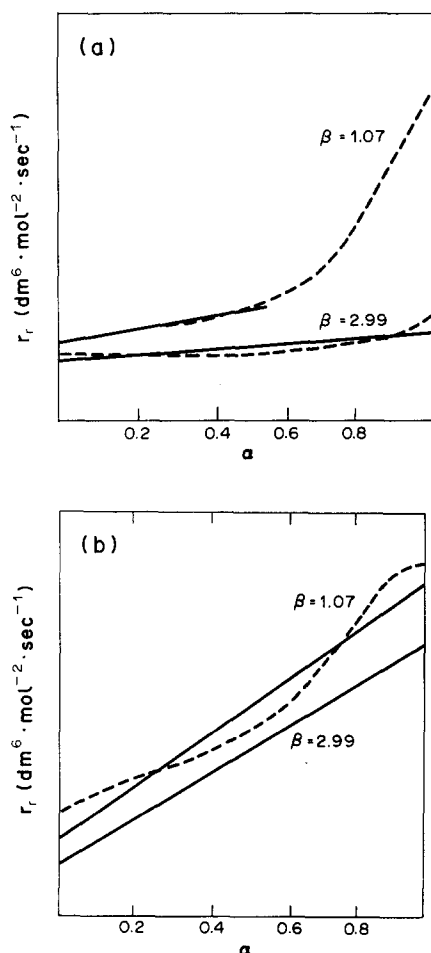 (a)
β = 1.07
β = 2.99
r_r (dm⁶ · mol⁻² · sec⁻¹)
0.2 0.4 0.6 0.8
α
(b)
β = 1.07
β = 2.99
r_r (dm⁶ · mol⁻² · sec⁻¹)
0.2 0.4 0.6 0.8
α